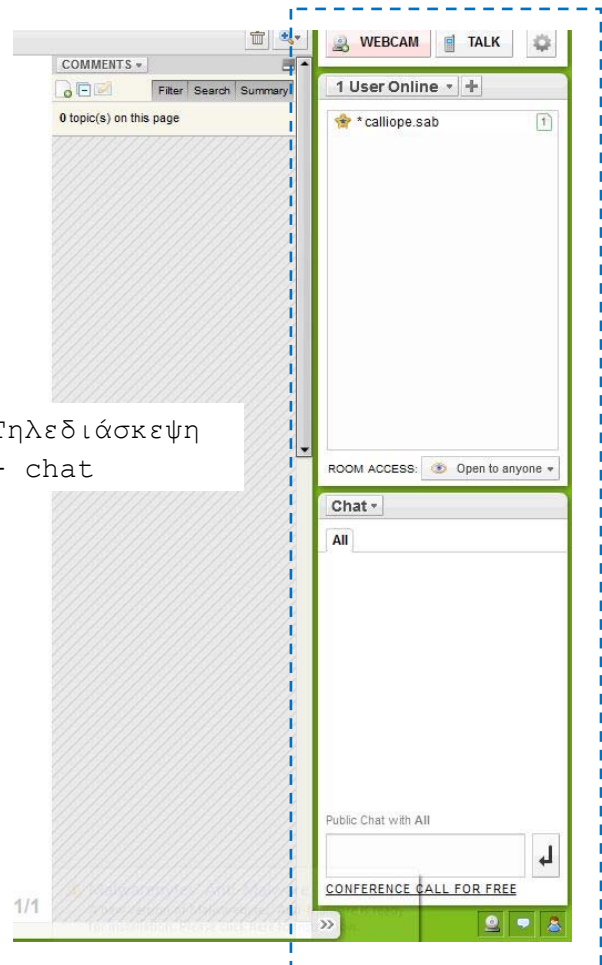 WEBCAM TALK
COMMENTS
Filter Search Summary
0 topic(s) on this page
1 User Online +
* calliope.sab 1
Τηλεδιάσκεψη
- chat
ROOM ACCESS: Open to anyone
Chat
All
Public Chat with All
CONFERENCE CALL FOR FREE
1/1
>>